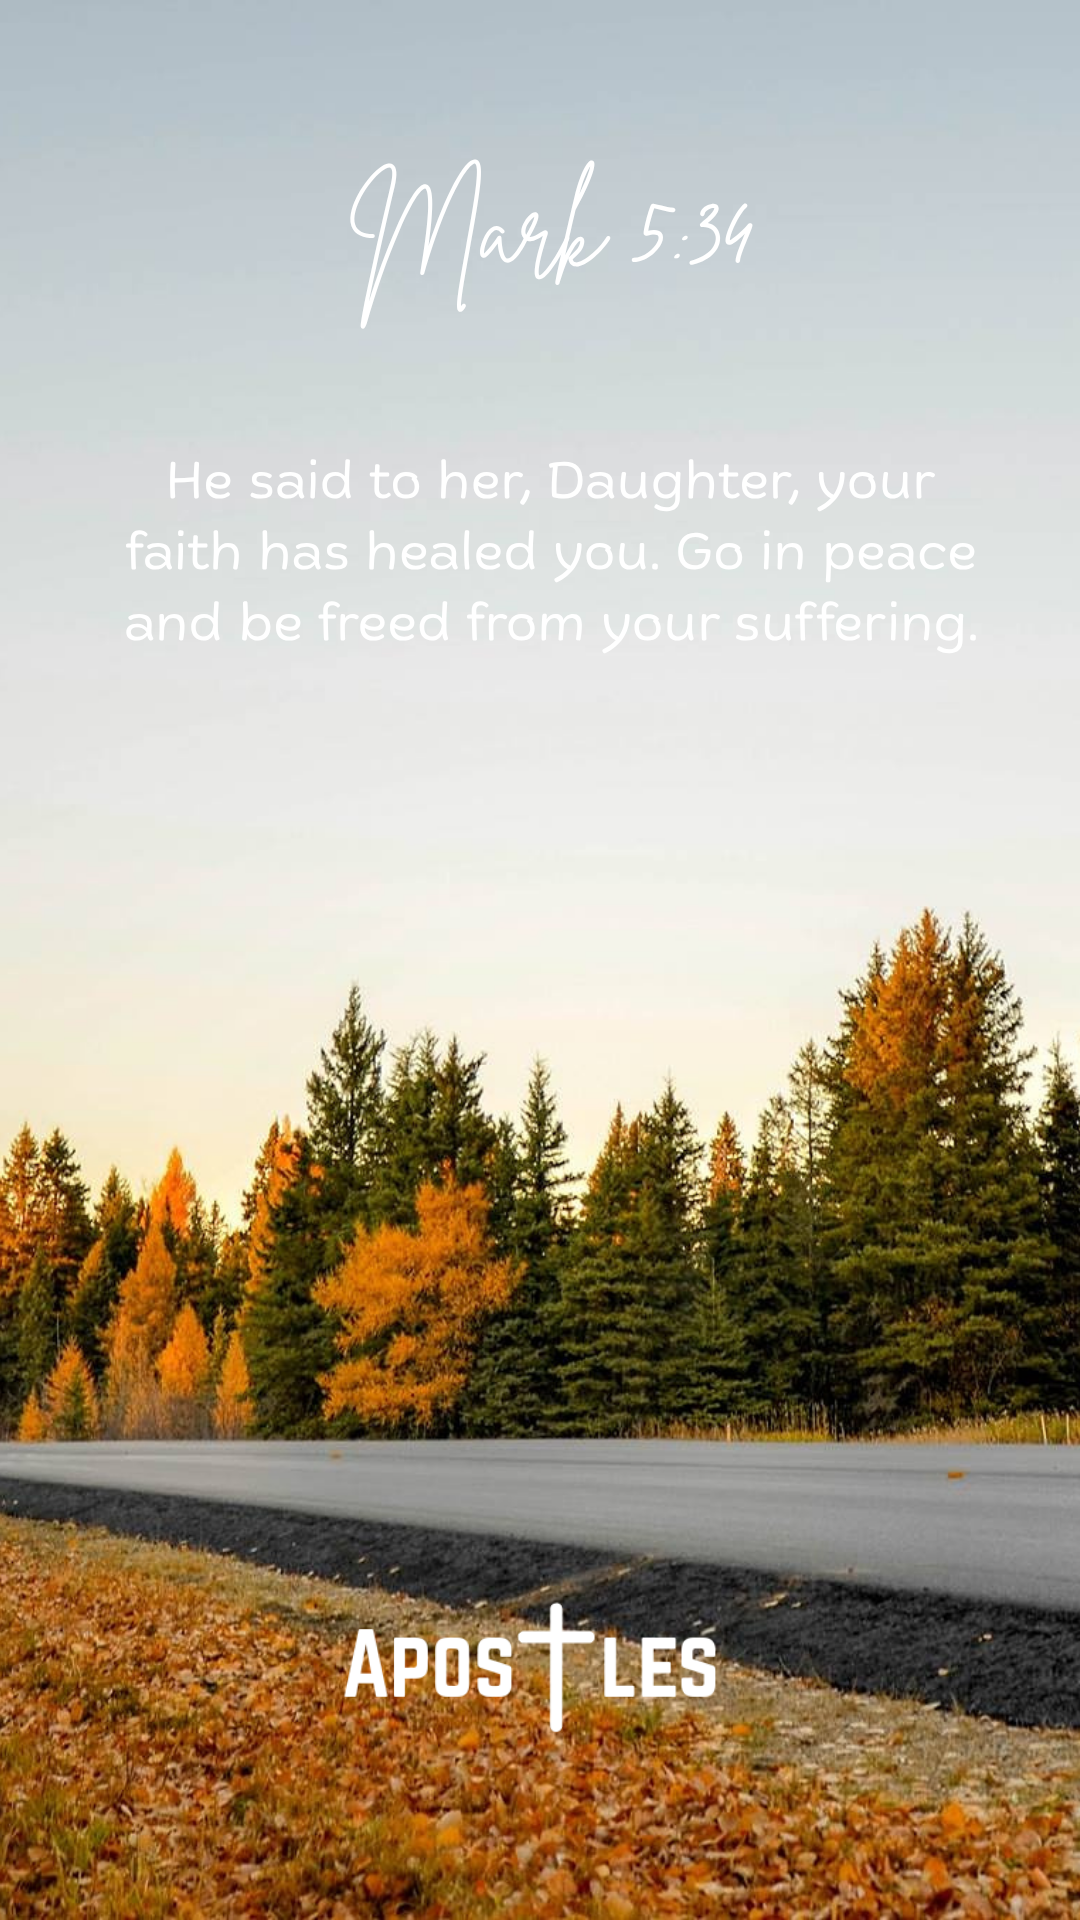 Mark 5:34
He said to her, Daughter, your
faith has healed you. Go in peace
and be freed from your suffering.
APOSTLES